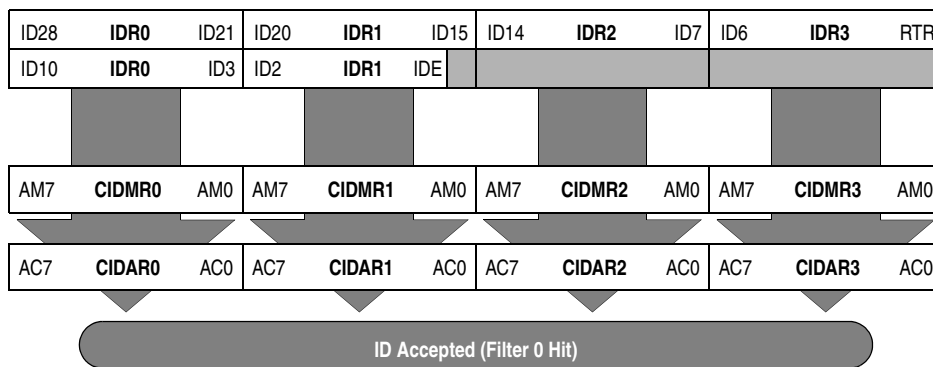 ID28 IDR0 ID21 ID20 IDR1 ID15 ID14 IDR2 ID7 ID6 IDR3 RTR
ID10 IDR0 ID3 ID2 IDR1 IDE
AM7 CIDMR0 AM0 AM7 CIDMR1 AM0 AM7 CIDMR2 AM0 AM7 CIDMR3 AM0
AC7 CIDAR0 AC0 AC7 CIDAR1 AC0 AC7 CIDAR2 AC0 AC7 CIDAR3 AC0
ID Accepted (Filter 0 Hit)